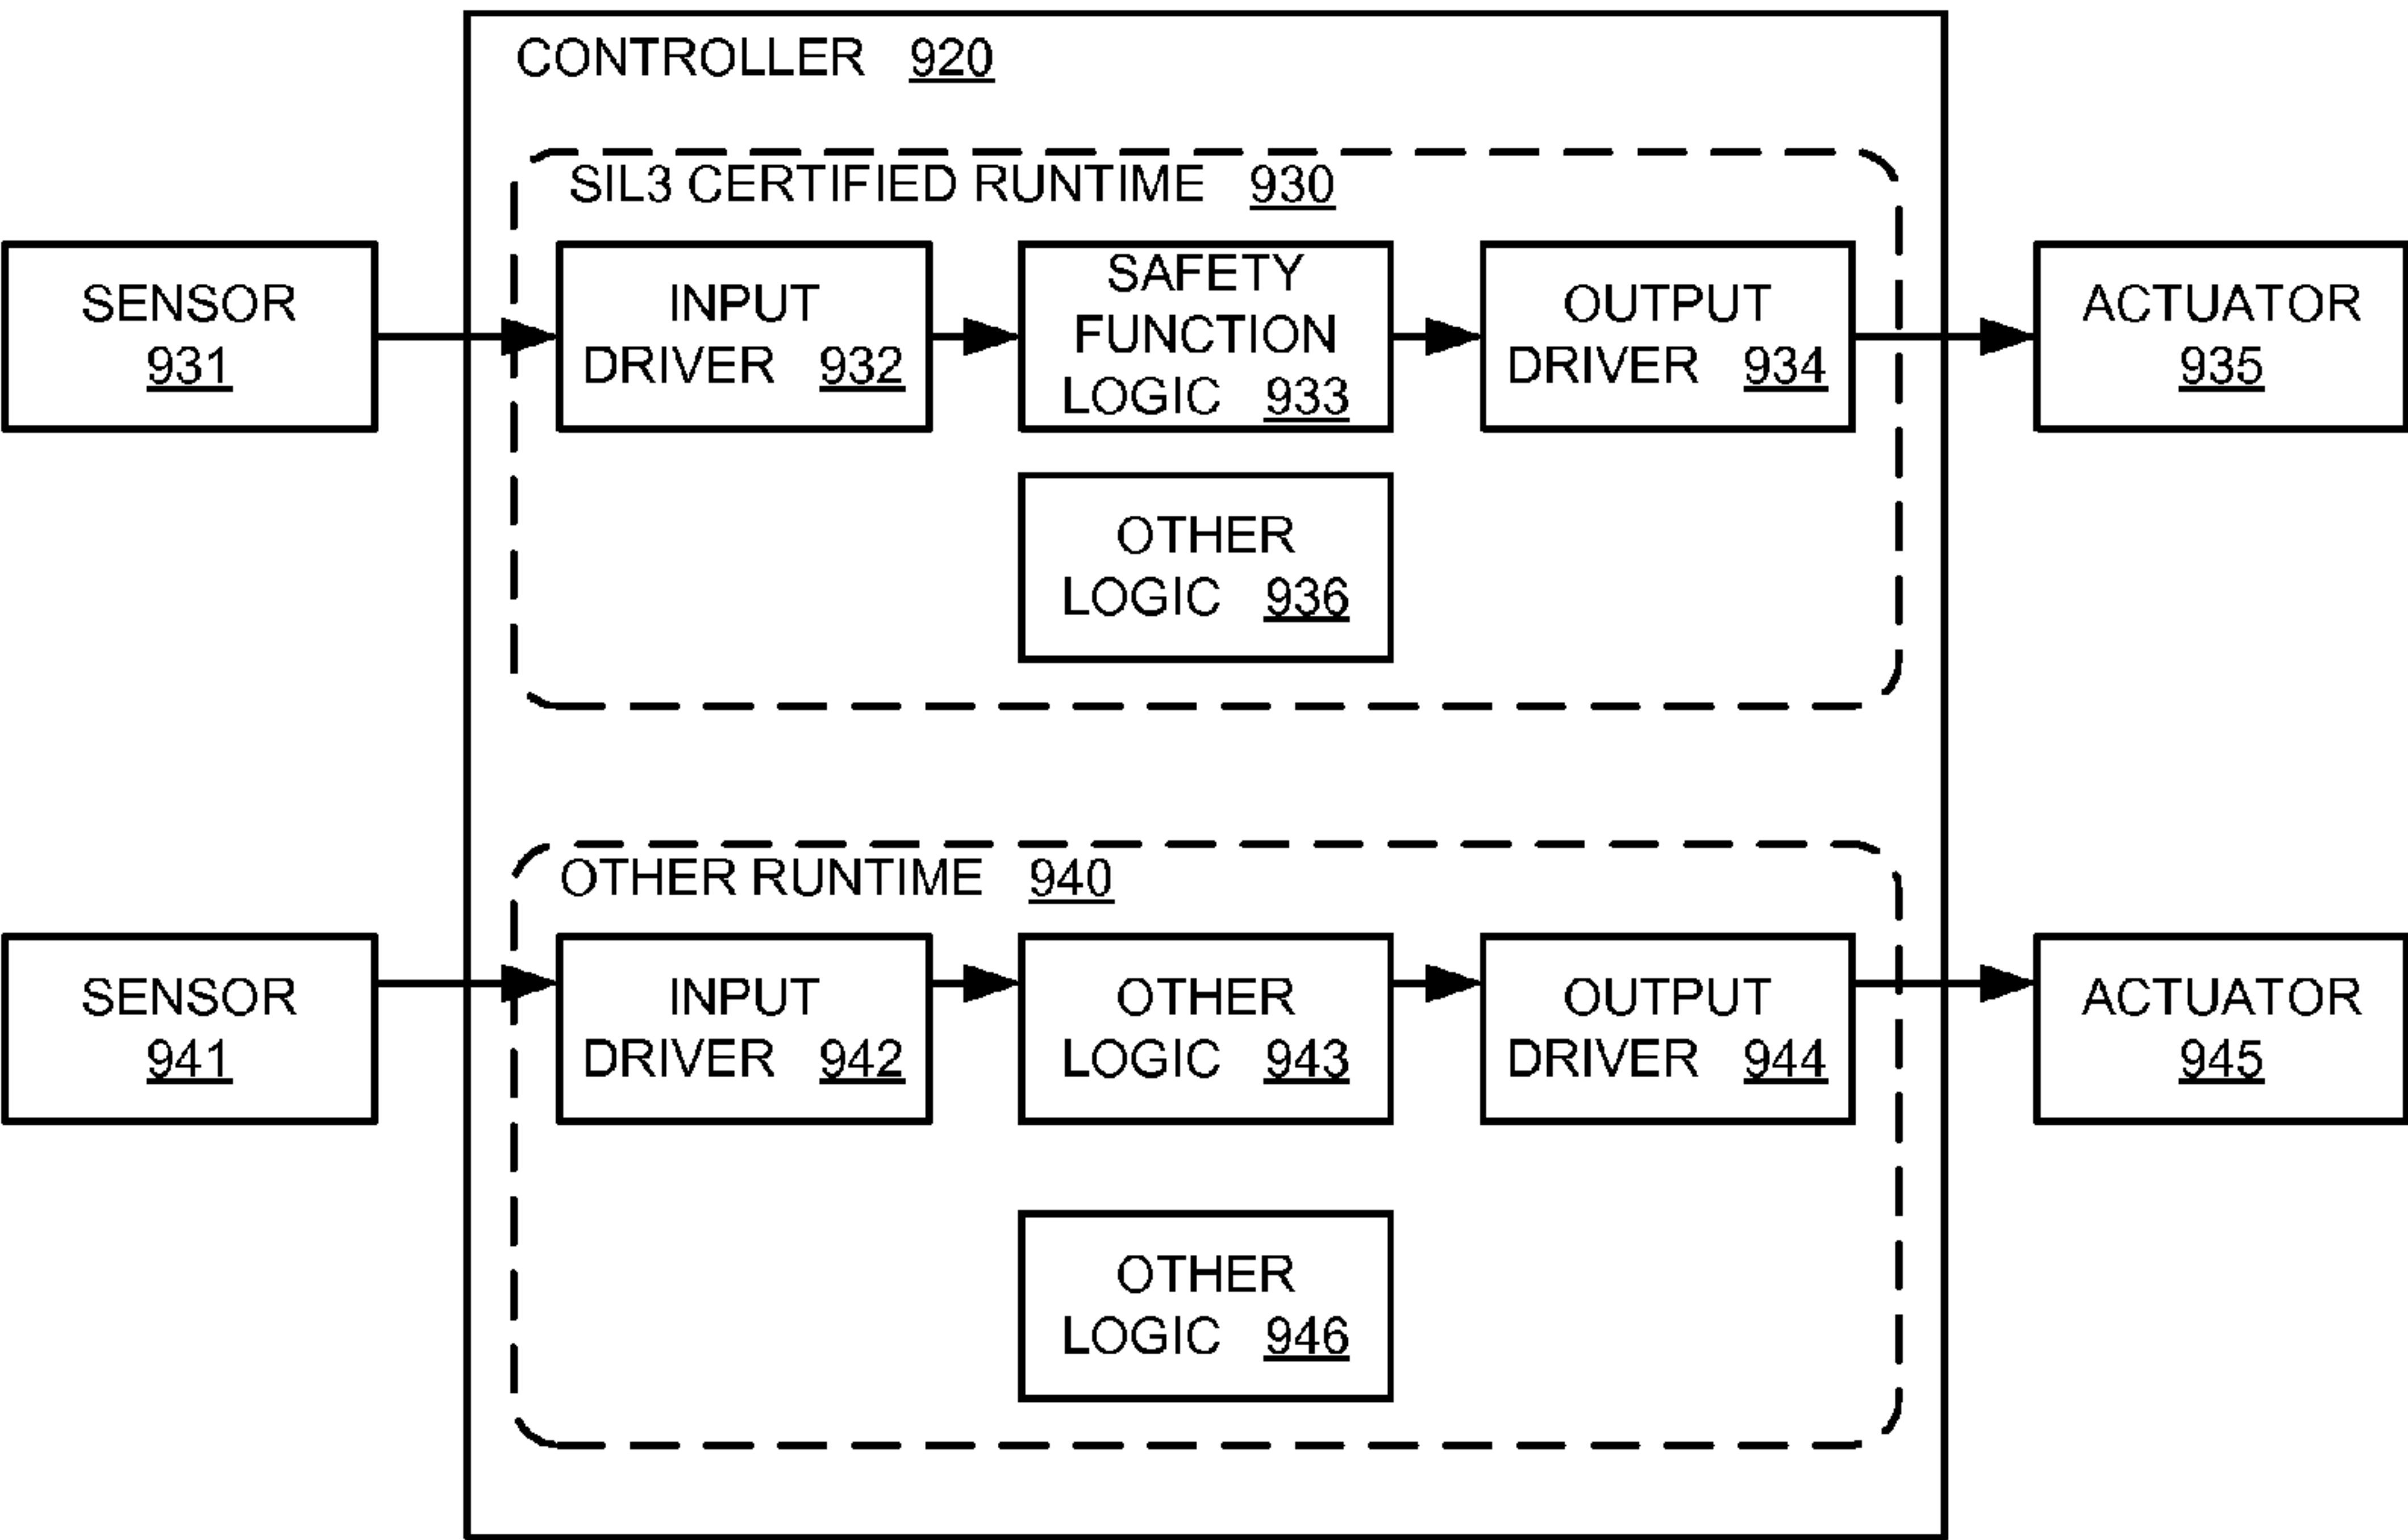 CONTROLLER 920
SIL3 CERTIFIED RUNTIME 930
SENSOR
931
INPUT
DRIVER 932
SAFETY
FUNCTION
LOGIC 933
OUTPUT
DRIVER 934
ACTUATOR
935
OTHER
LOGIC 936
OTHER RUNTIME 940
SENSOR
941
INPUT
DRIVER 942
OTHER
LOGIC 943
OUTPUT
DRIVER 944
ACTUATOR
945
OTHER
LOGIC 946